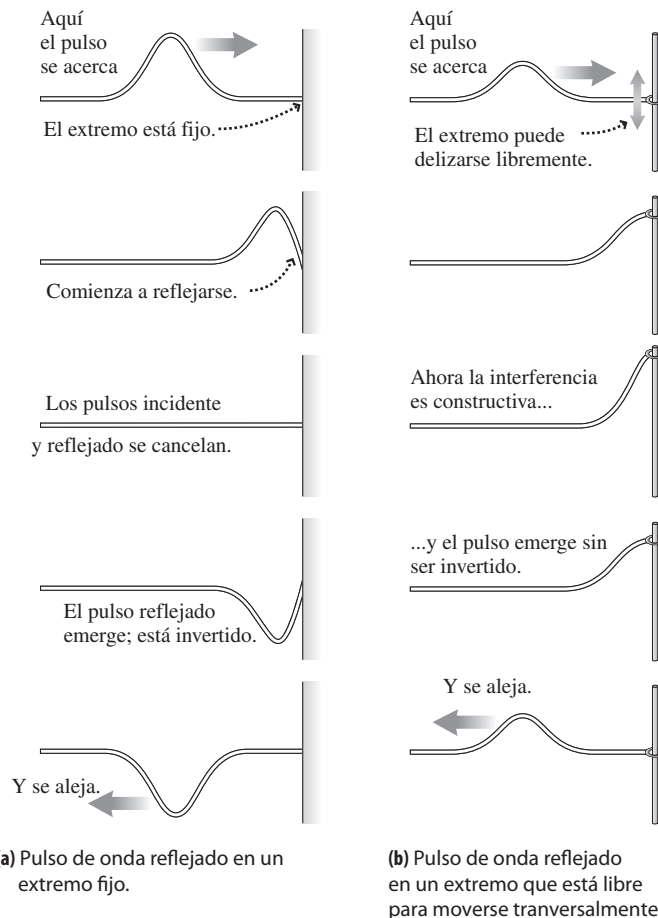 Aquí
el pulso
se acerca
El extremo está fijo.
Comienza a reflejarse.
Los pulsos incidente
y reflejado se cancelan.
El pulso reflejado
emerge; está invertido.
Y se aleja.
a) Pulso de onda reflejado en un
extremo fijo.
Aquí
el pulso
se acerca
El extremo puede
delizarse libremente.
Ahora la interferencia
es constructiva...
...y el pulso emerge sin
ser invertido.
Y se aleja.
(b) Pulso de onda reflejado
en un extremo que está libre
para moverse tranversalmente